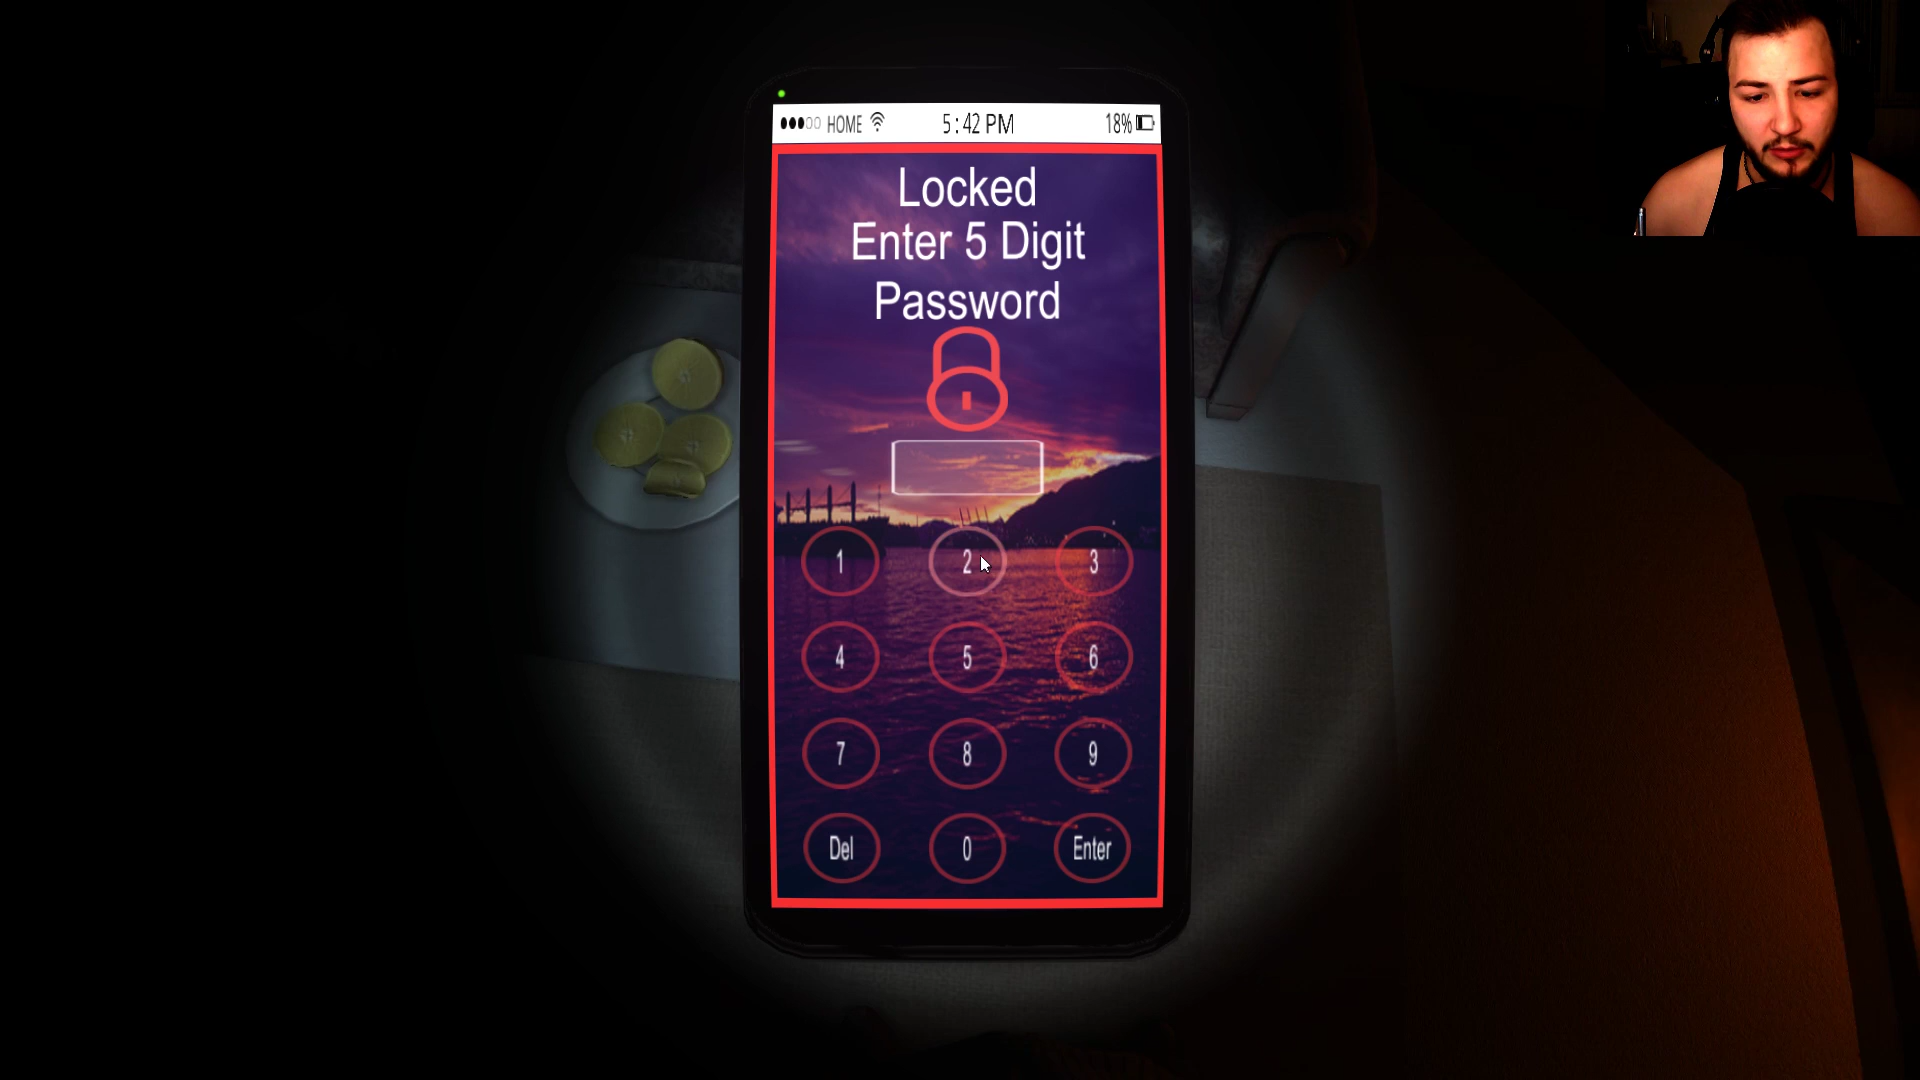 HOME 5:42 PM 18%
Locked
Enter 5 Digit
Password
1 2 3
4 5 6
7 8 9
Del 0 Enter